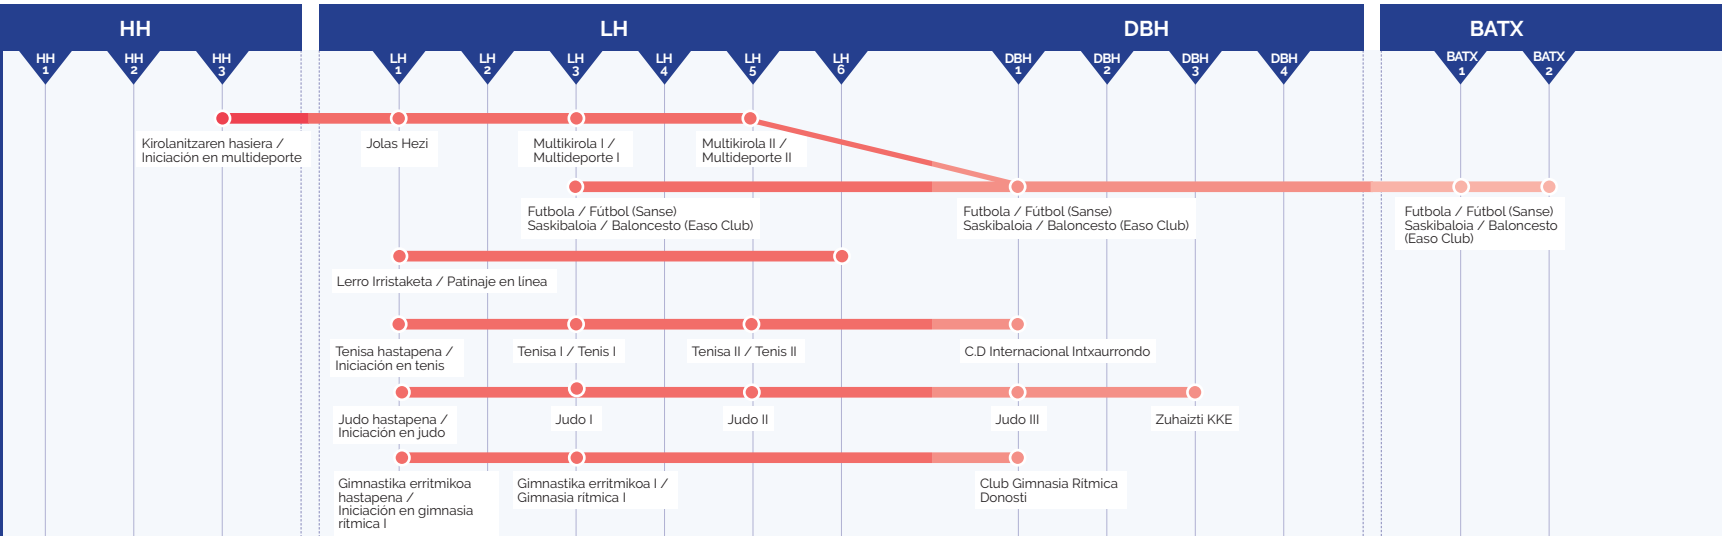 HH
LH
DBH
BATX
HH
1
HH
2
HH
3
LH
1
LH
2
LH
3
LH
4
LH
5
LH
6
DBH
1
DBH
2
DBH
3
DBH
4
BATX
1
BATX
2
Kirolanitzaren hasiera /
Iniciación en multideporte
Jolas Hezi
Multikirola I /
Multideporte I
Multikirola II /
Multideporte II
Futbola / Fútbol (Sanse)
Saskibaloia / Baloncesto (Easo Club)
Futbola / Fútbol (Sanse)
Saskibaloia / Baloncesto (Easo Club)
Futbola / Fútbol (Sanse)
Saskibaloia / Baloncesto
(Easo Club)
Lerro Irristaketa / Patinaje en línea
Tenisa hastapena /
Iniciación en tenis
Tenisa I / Tenis I
Tenisa II / Tenis II
C.D Internacional Intxaurrondo
Judo hastapena /
Iniciación en judo
Judo I
Judo II
Judo III
Zuhaizti KKE
Gimnastika erritmikoa
hastapena /
Iniciación en gimnasia
rítmica I
Gimnastika erritmikoa I /
Gimnasia rítmica I
Club Gimnasia Rítmica
Donosti